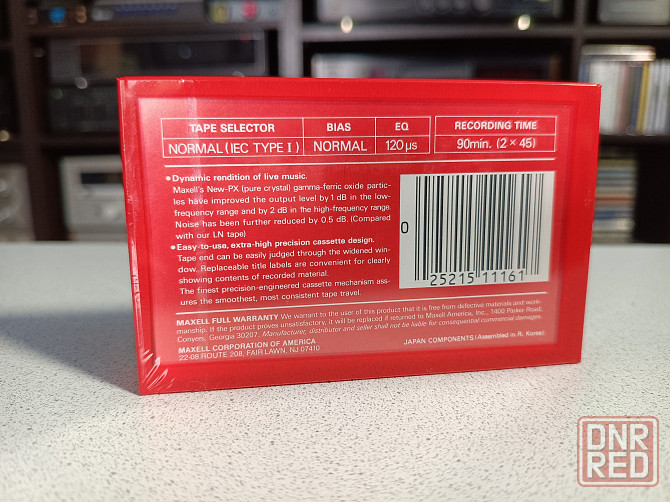 TAPE SELECTOR BIAS EQ RECORDING TIME
NORMAL (IEC TYPE I) NORMAL 120 μs 90min. (2 × 45)
● Dynamic rendition of live music.
Maxell's New-PX (pure crystal) gamma-ferric oxide partic-
les have improved the output level by 1 dB in the low-
frequency range and by 2 dB in the high-frequency range.
Noise has been further reduced by 0.5 dB. (Compared
with our LN tape)
● Easy-to-use, extra-high precision cassette design.
Tape end can be easily judged through the widened win-
dow. Replaceable title labels are convenient for clearly
showing contents of recorded material.
The finest precision-engineered cassette mechanism ass-
ures the smoothest, most consistent tape travel.
0
25215 11161
MAXELL FULL WARRANTY We warrant to the user of this product that it is free from defective materials and work-
manship. If the product proves unsatisfactory, it will be replaced if returned to Maxell America, Inc., 1400 Parker Road,
Conyers, Georgia 30207. Manufacturer, distributor and seller shall not be liable for consequential commercial damages.
MAXELL CORPORATION OF AMERICA
22-08 ROUTE 208, FAIR LAWN, NJ 07410
JAPAN COMPONENTS (Assembled in R. Korea)
DNR
RED